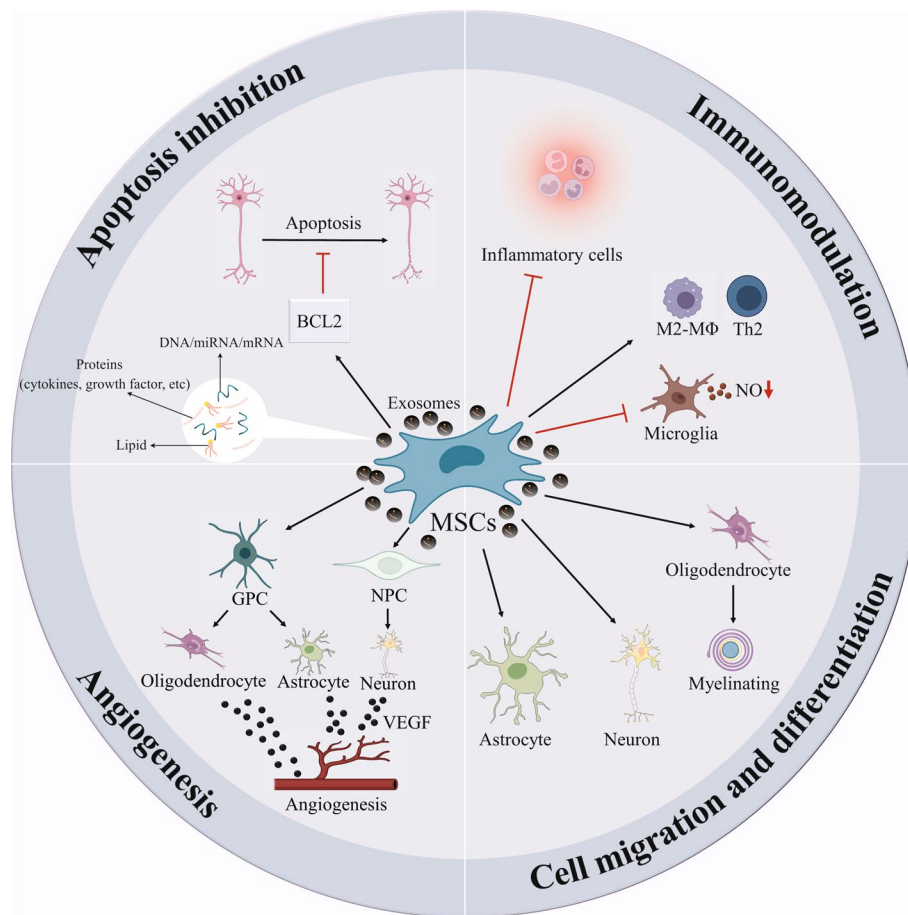 Apoptosis inhibition
Immunomodulation
Apoptosis
BCL2
DNA/miRNA/mRNA
Proteins
(cytokines, growth factor, etc)
Lipid
Exosomes
Inflammatory cells
M2-MΦ
Th2
NO
Microglia
MSCs
GPC
NPC
Oligodendrocyte
Astrocyte
Neuron
VEGF
Angiogenesis
Oligodendrocyte
Myelinating
Astrocyte
Neuron
Angiogenesis
Cell migration and differentiation